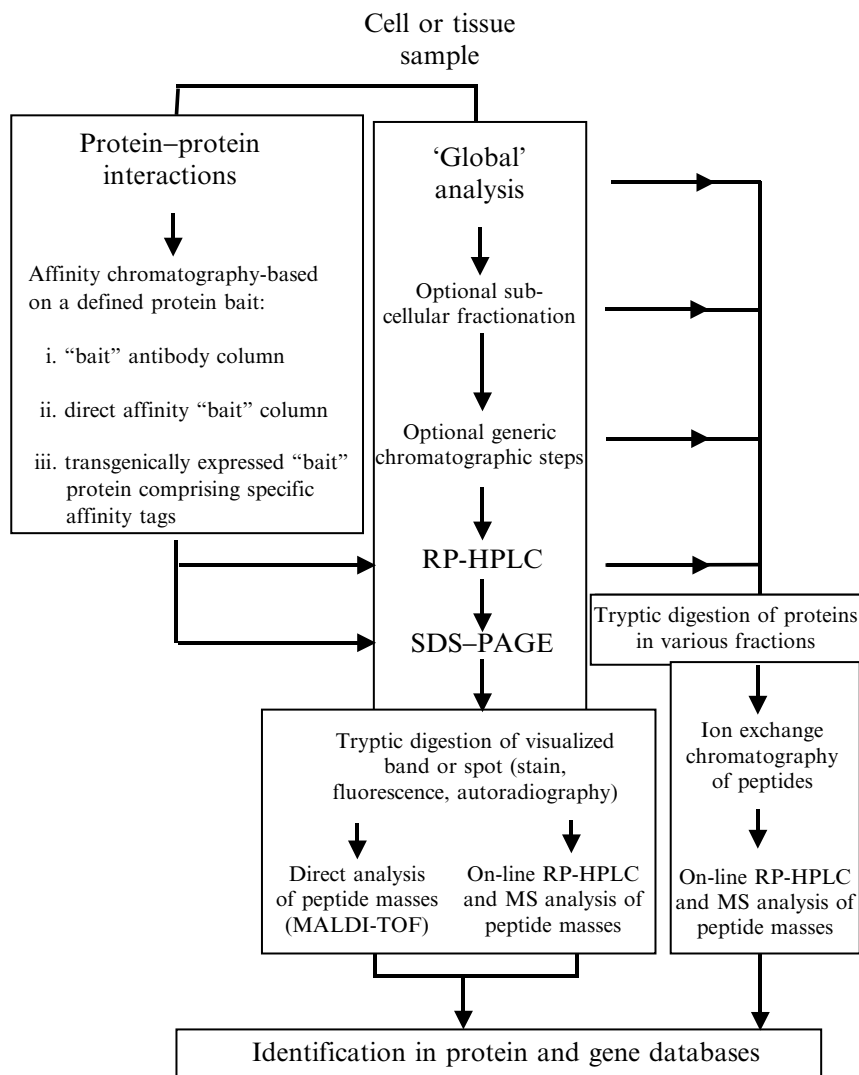 Cell or tissue
sample
Protein–protein
interactions
Affinity chromatography-based
on a defined protein bait:
i. “bait” antibody column
ii. direct affinity “bait” column
iii. transgenically expressed “bait”
protein comprising specific
affinity tags
‘Global’
analysis
Optional sub-
cellular fractionation
Optional generic
chromatographic steps
RP-HPLC
SDS–PAGE
Tryptic digestion of visualized
band or spot (stain,
fluorescence, autoradiography)
Direct analysis
of peptide masses
(MALDI-TOF)
On-line RP-HPLC
and MS analysis of
peptide masses
Tryptic digestion of proteins
in various fractions
Ion exchange
chromatography
of peptides
On-line RP-HPLC
and MS analysis of
peptide masses
Identification in protein and gene databases